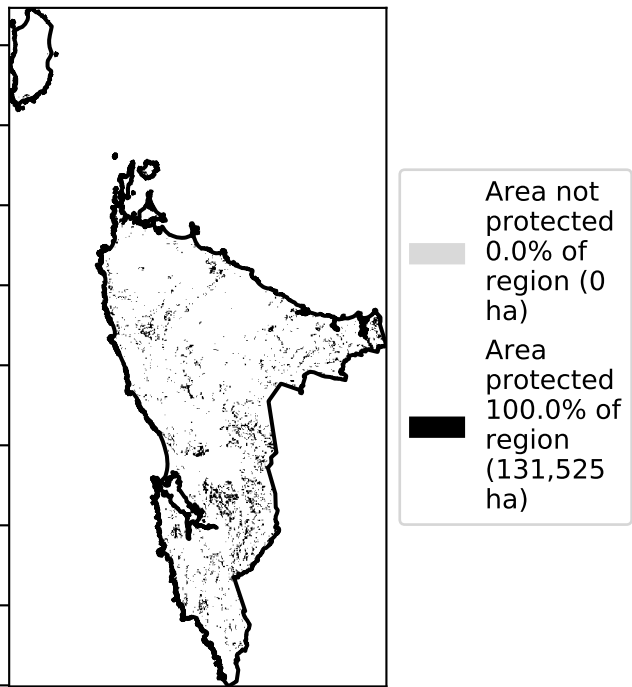 Area not
protected
0.0% of
region (0
ha)
Area
protected
100.0% of
region
(131,525
ha)